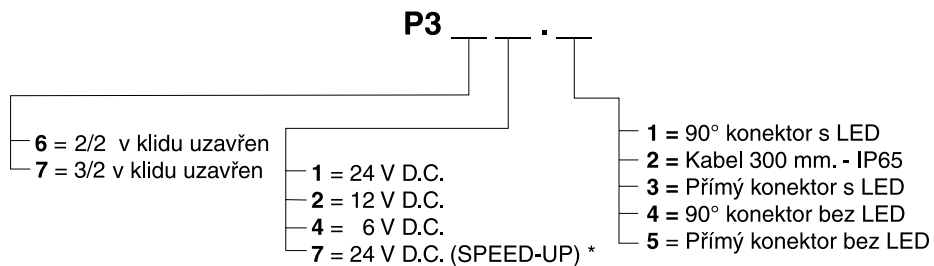 P3 __ __ . __
6 = 2/2 v klidu uzavřen
7 = 3/2 v klidu uzavřen
1 = 24 V D.C.
2 = 12 V D.C.
4 = 6 V D.C.
7 = 24 V D.C. (SPEED-UP) *
1 = 90° konektor s LED
2 = Kabel 300 mm. - IP65
3 = Přímý konektor s LED
4 = 90° konektor bez LED
5 = Přímý konektor bez LED